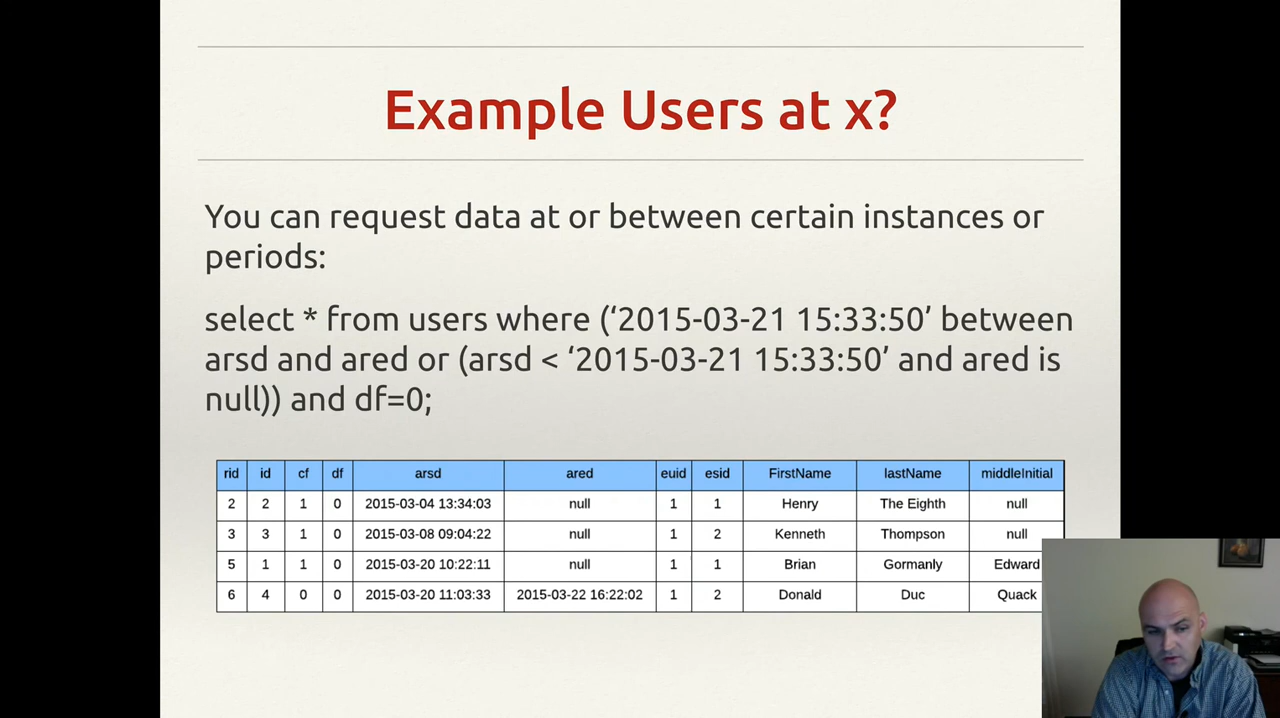 Example Users at x?
You can request data at or between certain instances or
periods:
select * from users where (‘2015-03-21 15:33:50’ between
arsd and ared or (arsd < ‘2015-03-21 15:33:50’ and ared is
null)) and df=0;
rid id cf df arsd ared euid esid FirstName lastName middleInitial
2 2 1 0 2015-03-04 13:34:03 null 1 1 Henry The Eighth null
3 3 1 0 2015-03-08 09:04:22 null 1 2 Kenneth Thompson null
5 1 1 0 2015-03-20 10:22:11 null 1 1 Brian Gormanly Edward
6 4 0 0 2015-03-20 11:03:33 2015-03-22 16:22:02 1 2 Donald Duc Quack